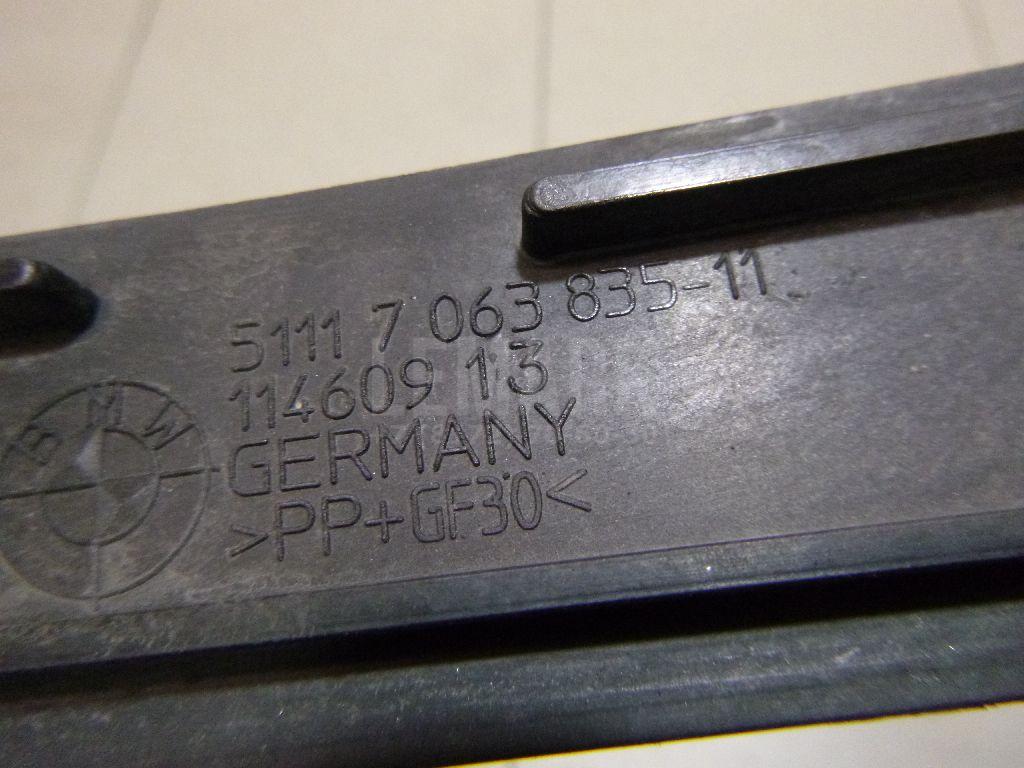 5111 7 063 835-11
114609 13
GERMANY
>PP+GF30<
BMW